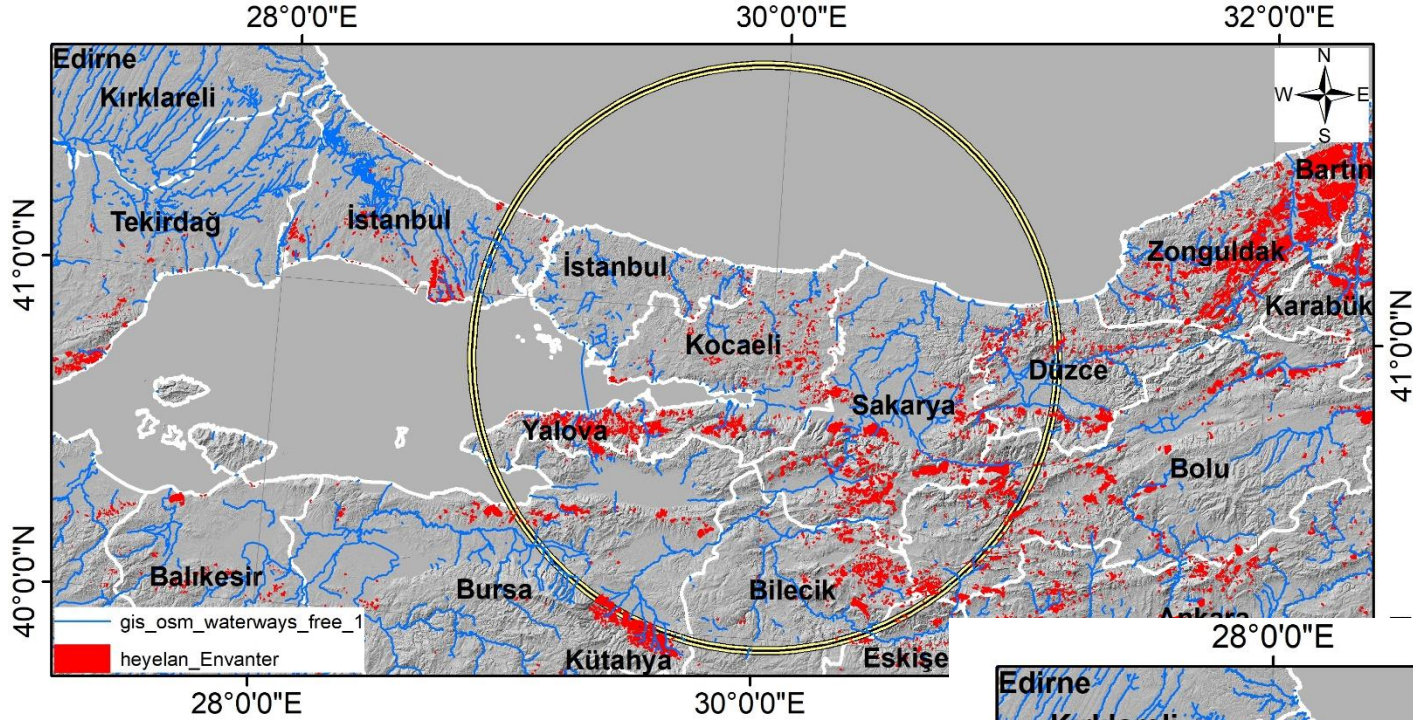 28°0'0"E 30°0'0"E 32°0'0"E
Edirne
N
Kırklareli
W E
S
Bartın
41°0'0"N
Tekirdağ
İstanbul
Zonguldak
İstanbul
Karabük
Kocaeli
41°0'0"N
Düzce
Sakarya
Yalova
Bolu
40°0'0"N
Balıkesir
Bursa
Bilecik
gis_osm_waterways_free_1
heyelan_Envanter
Kütahya
Eskişe
28°0'0"E
Edirne
28°0'0"E 30°0'0"E